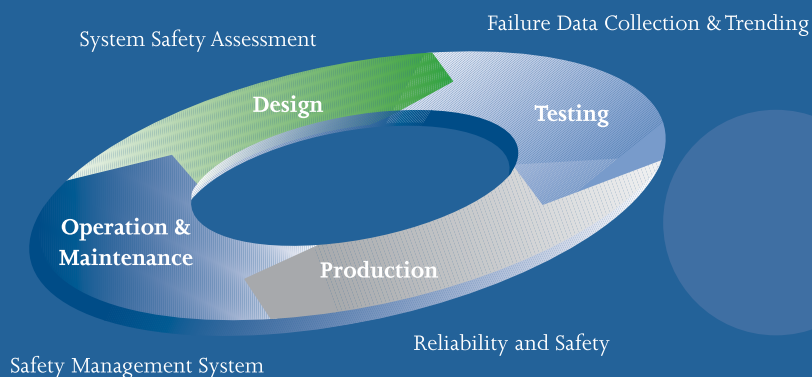 Failure Data Collection & Trending
System Safety Assessment
Design
Testing
Operation &
Maintenance
Production
Reliability and Safety
Safety Management System